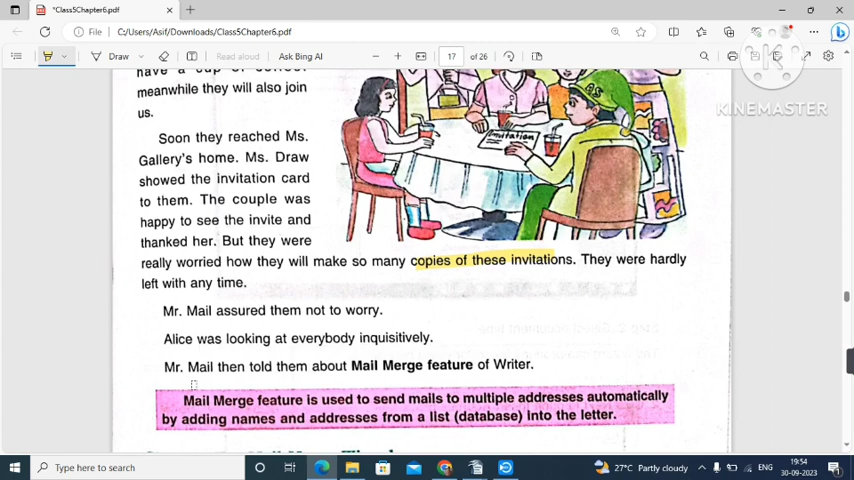 *Class5Chapter6.pdf
File
C:/Users/Asif/Downloads/Class5Chapter6.pdf
Draw
Read aloud
Ask Bing AI
17 of 26
KINEMASTER
meanwhile they will also join
us.
Invitation
Soon they reached Ms.
Gallery's home. Ms. Draw
showed the invitation card
to them. The couple was
happy to see the invite and
thanked her. But they were
really worried how they will make so many copies of these invitations. They were hardly
left with any time.
Mr. Mail assured them not to worry.
Alice was looking at everybody inquisitively.
Mr. Mail then told them about Mail Merge feature of Writer.
Mail Merge feature is used to send mails to multiple addresses automatically
by adding names and addresses from a list (database) into the letter.
Type here to search
27°C Partly cloudy
ENG
19:54
30-09-2023